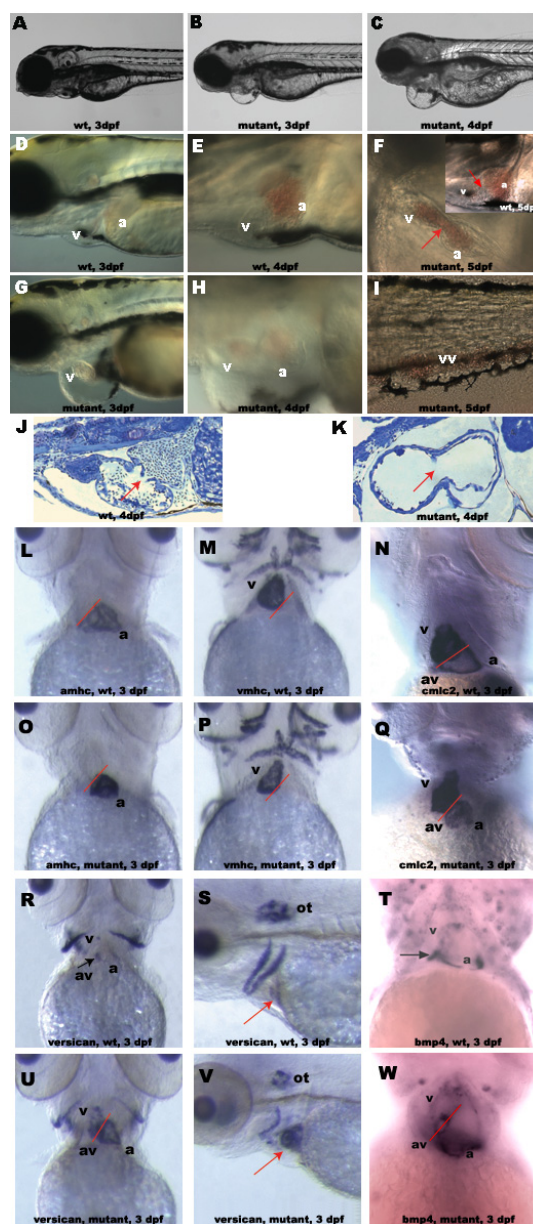 A
wt, 3dpf
B
mutant, 3dpf
C
mutant, 4dpf
D
v
a
wt, 3dpf
E
v
a
wt, 4dpf
F
v
a
mutant, 5dpf
v
a
wt, 5dpf
G
v
mutant, 3dpf
H
v
a
mutant, 4dpf
I
vv
mutant, 5dpf
J
wt, 4dpf
K
mutant, 4dpf
L
a
amhc, wt, 3 dpf
M
v
vmhc, wt, 3 dpf
N
v
a
av
cmlc2, wt, 3 dpf
O
a
amhc, mutant, 3 dpf
P
v
vmhc, mutant, 3 dpf
Q
v
av
a
cmlc2, mutant, 3 dpf
R
v
av
a
versican, wt, 3 dpf
S
ot
versican, wt, 3 dpf
T
v
a
bmp4, wt, 3 dpf
U
v
av
a
versican, mutant, 3 dpf
V
ot
versican, mutant, 3 dpf
W
v
av
a
bmp4, mutant, 3 dpf